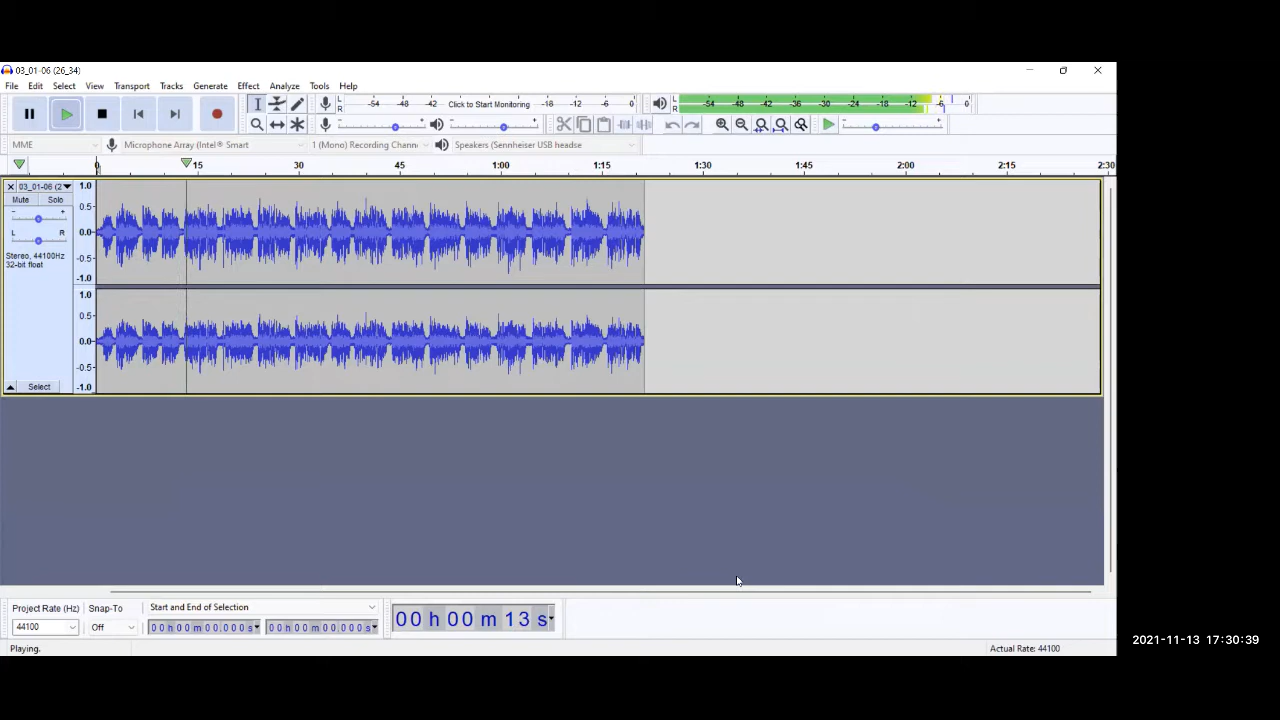 03_01-06 (26_34)
File Edit Select View Transport Tracks Generate Effect Analyze Tools Help
L R -54 -48 -42 Click to Start Monitoring -18 -12 -6 0 L R -54 -48 -42 -36 -30 -24 -18 -12 -6 0
- + - +
MME Microphone Array (Intel® Smart 1 (Mono) Recording Chann Speakers (Sennheiser USB headse
0 15 30 45 1:00 1:15 1:30 1:45 2:00 2:15 2:30
× 03_01-06 (2 1.0
Mute Solo
- + 0.5
L R 0.0
Stereo, 44100Hz -0.5
32-bit float
-1.0
1.0
0.5
0.0
-0.5
Select -1.0
Project Rate (Hz) Snap-To Start and End of Selection
44100 Off 00 h 00 m 00.000 s 00 h 00 m 00.000 s 00 h 00 m 13 s
Playing. Actual Rate: 44100
2021-11-13 17:30:39